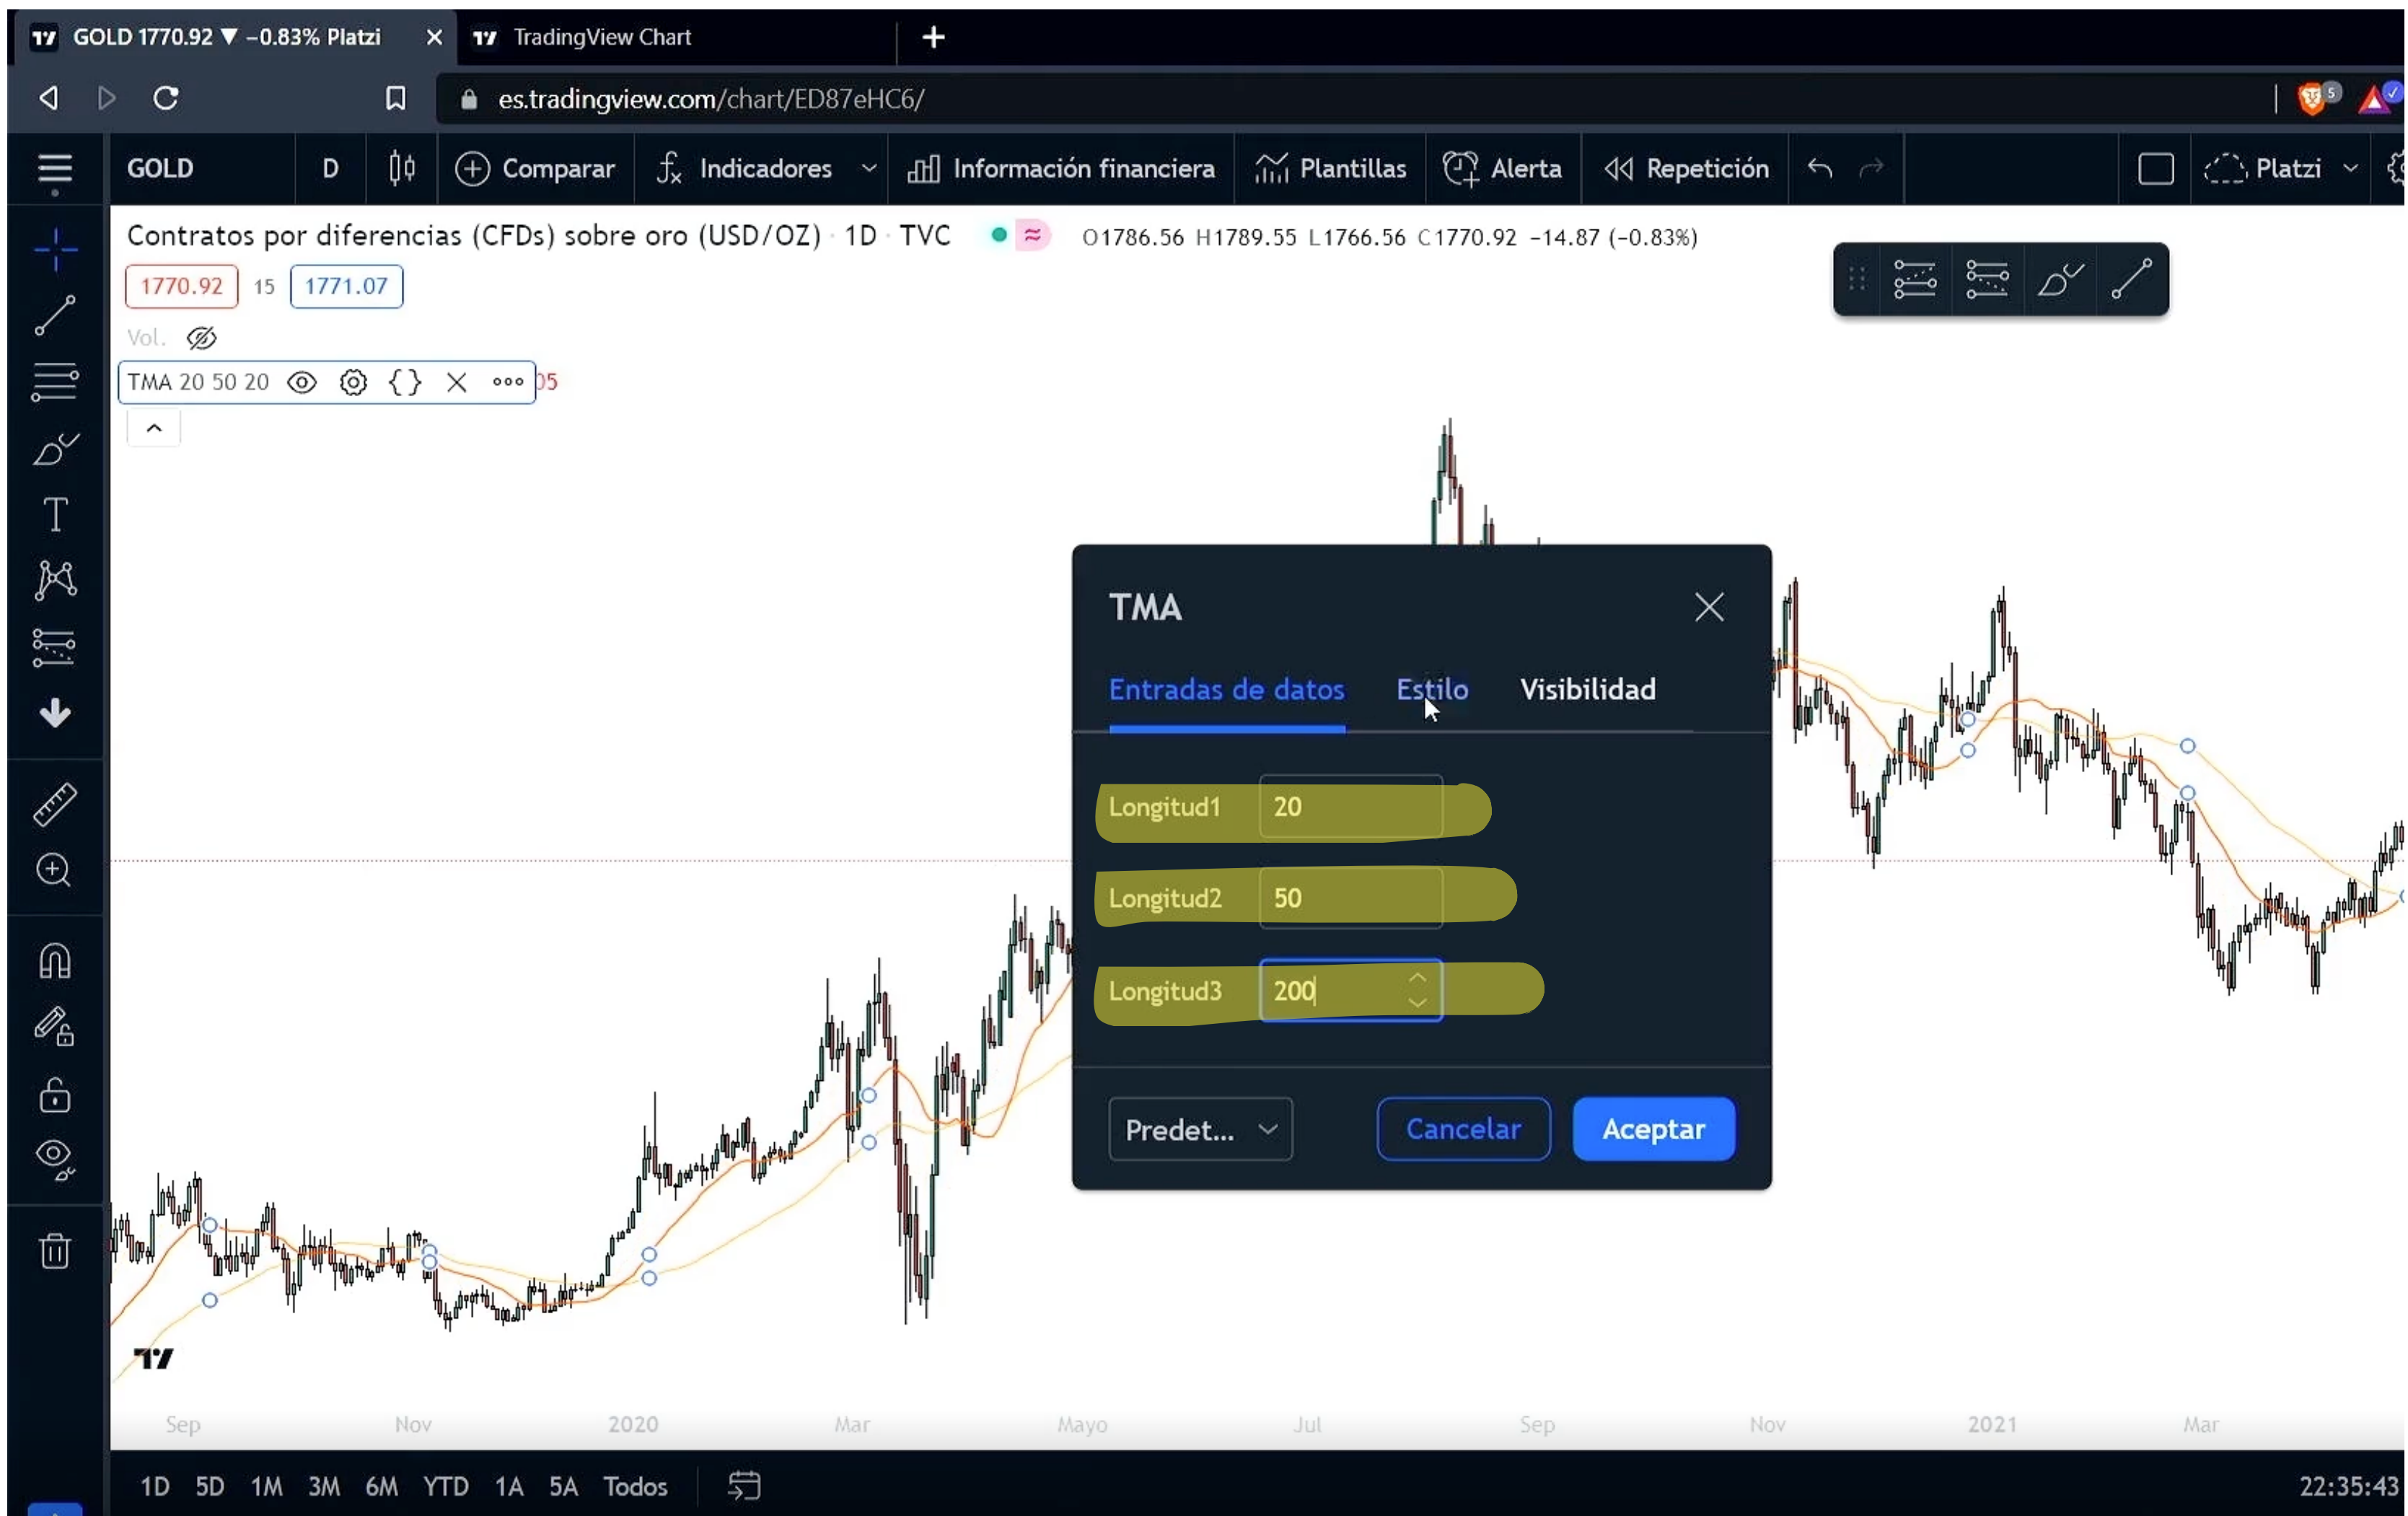 GOLD 1770.92 ▼ −0.83% Platzi
TradingView Chart
es.tradingview.com/chart/ED87eHC6/
5
GOLD D Comparar Indicadores Información financiera Plantillas Alerta Repetición Platzi
Contratos por diferencias (CFDs) sobre oro (USD/OZ) · 1D · TVC O1786.56 H1789.55 L1766.56 C1770.92 −14.87 (−0.83%)
1770.92 15 1771.07
Vol.
TMA 20 50 20 05
TMA
Entradas de datos Estilo Visibilidad
Longitud1 20
Longitud2 50
Longitud3 200
Predet... Cancelar Aceptar
Sep Nov 2020 Mar Mayo Jul Sep Nov 2021 Mar
1D 5D 1M 3M 6M YTD 1A 5A Todos 22:35:43